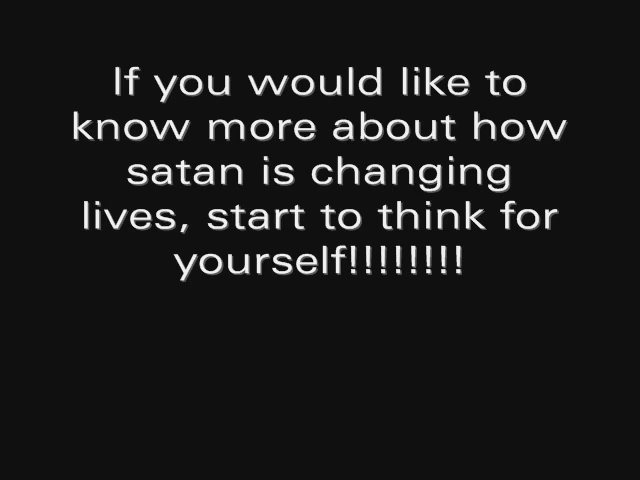 If you would like to
know more about how
satan is changing
lives, start to think for
yourself!!!!!!!!